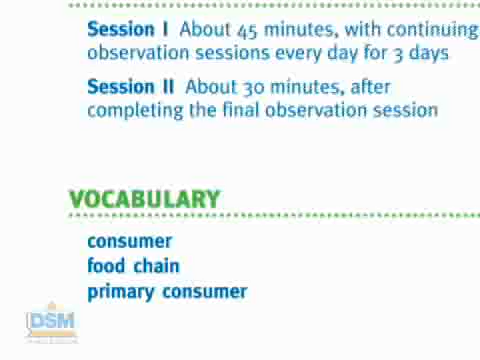 Session I About 45 minutes, with continuing
observation sessions every day for 3 days
Session II About 30 minutes, after
completing the final observation session
VOCABULARY
consumer
food chain
primary consumer
DSM